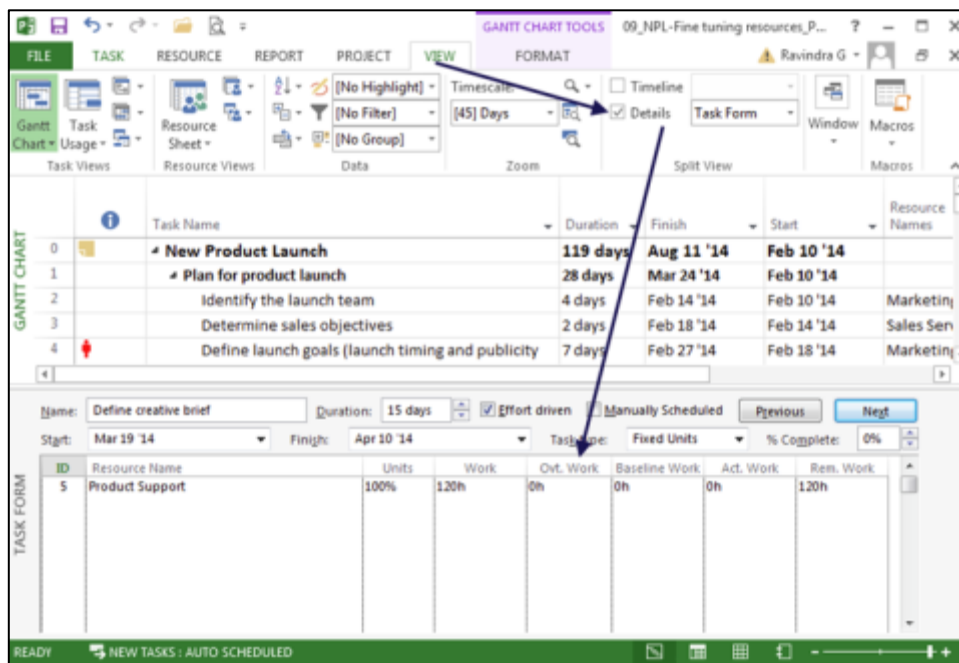 GANTT CHART TOOLS 09_NPL-Fine tuning resources_P... ?
FILE TASK RESOURCE REPORT PROJECT VIEW FORMAT Ravindra G
[No Highlight] Timescale: Timeline
Gantt Chart Task Usage Resource Sheet [No Filter] [45] Days Details Task Form Window Macros
[No Group]
Task Views Resource Views Data Zoom Split View Macros
Task Name Duration Finish Start Resource Names
GANTT CHART
0 New Product Launch 119 days Aug 11 '14 Feb 10 '14
1 Plan for product launch 28 days Mar 24 '14 Feb 10 '14
2 Identify the launch team 4 days Feb 14 '14 Feb 10 '14 Marketing
3 Determine sales objectives 2 days Feb 18 '14 Feb 14 '14 Sales Serv
4 Define launch goals (launch timing and publicity 7 days Feb 27 '14 Feb 18 '14 Marketing
Name: Define creative brief Duration: 15 days Effort driven Manually Scheduled Previous Next
Start: Mar 19 '14 Finish: Apr 10 '14 Task type: Fixed Units % Complete: 0%
TASK FORM
ID Resource Name Units Work Ovt. Work Baseline Work Act. Work Rem. Work
5 Product Support 100% 120h 0h 0h 0h 120h
READY NEW TASKS : AUTO SCHEDULED